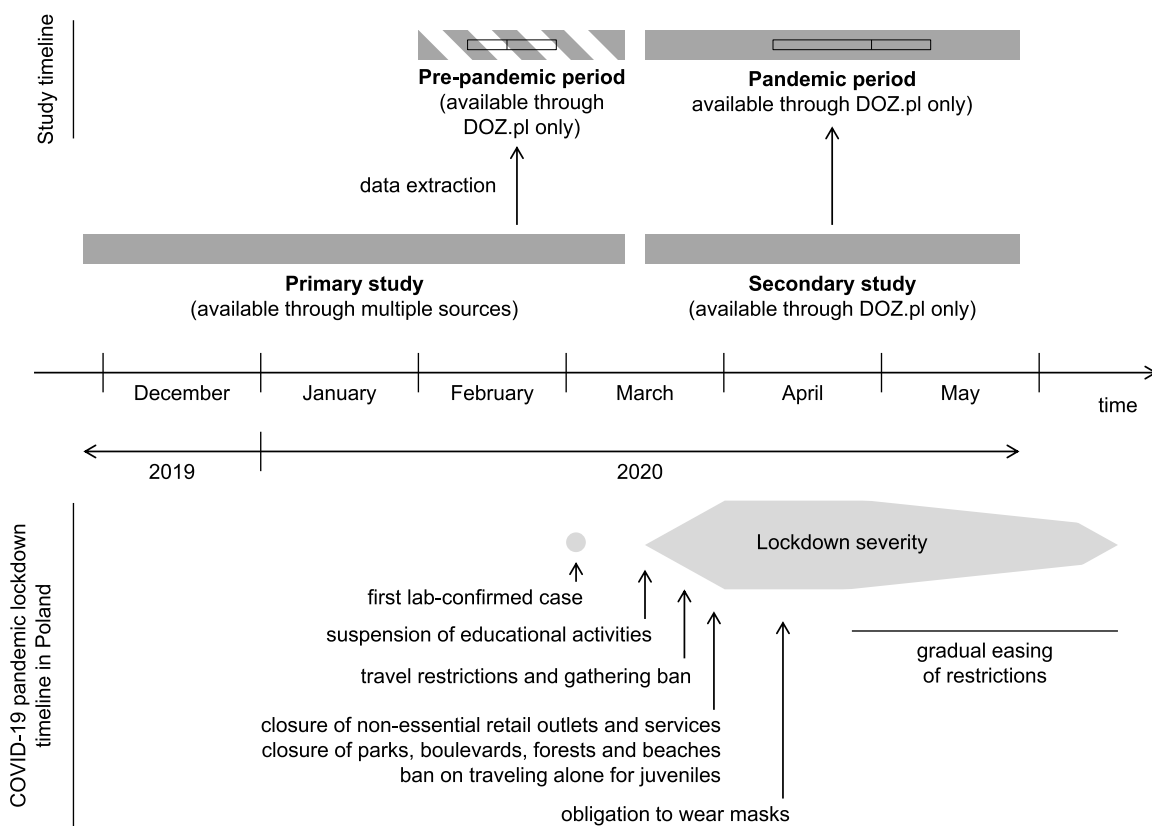 Study timeline
Pre-pandemic period
(available through
DOZ.pl only)
Pandemic period
available through DOZ.pl only)
data extraction
Primary study
(available through multiple sources)
Secondary study
(available through DOZ.pl only)
December
January
February
March
April
May
time
2019
2020
COVID-19 pandemic lockdown
timeline in Poland
Lockdown severity
first lab-confirmed case
suspension of educational activities
travel restrictions and gathering ban
closure of non-essential retail outlets and services
closure of parks, boulevards, forests and beaches
ban on traveling alone for juveniles
obligation to wear masks
gradual easing
of restrictions